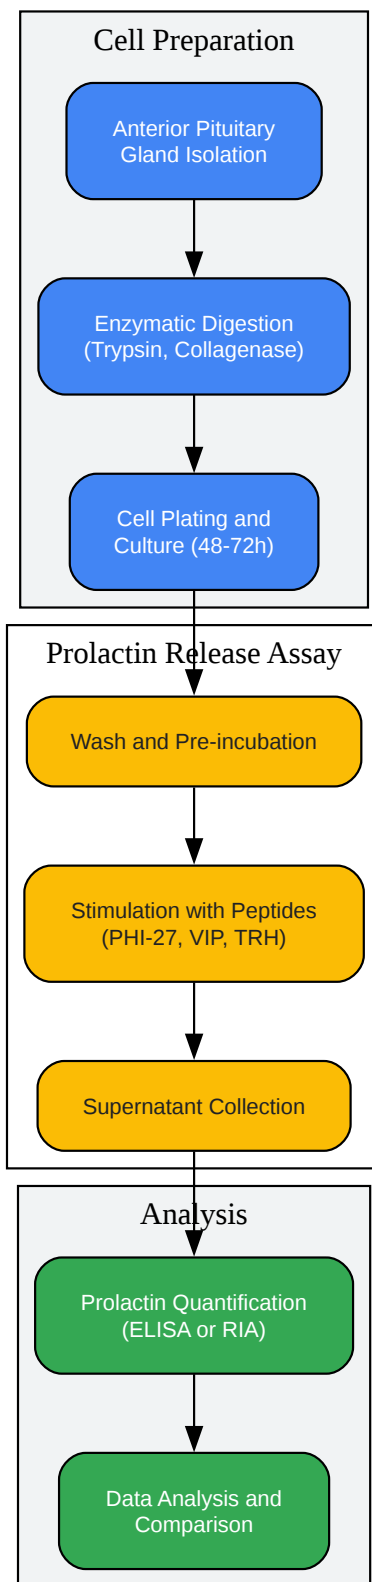 Cell Preparation
Anterior Pituitary
Gland Isolation
Enzymatic Digestion
(Trypsin, Collagenase)
Cell Plating and
Culture (48-72h)
Prolactin Release Assay
Wash and Pre-incubation
Stimulation with Peptides
(PHI-27, VIP, TRH)
Supernatant Collection
Analysis
Prolactin Quantification
(ELISA or RIA)
Data Analysis and
Comparison